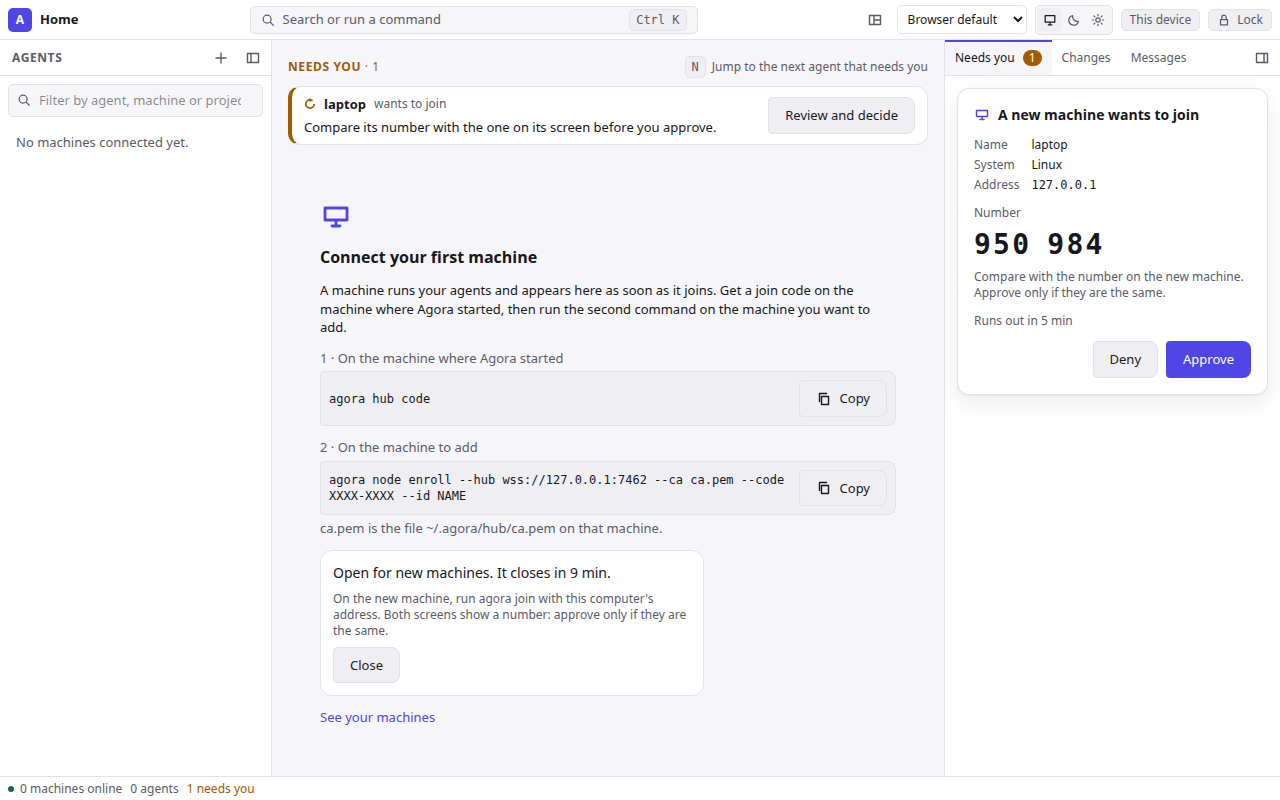 A Home
Search or run a command Ctrl K
Browser default
This device
Lock
AGENTS
Filter by agent, machine or projec
No machines connected yet.
NEEDS YOU · 1
N Jump to the next agent that needs you
laptop wants to join
Compare its number with the one on its screen before you approve.
Review and decide
Connect your first machine
A machine runs your agents and appears here as soon as it joins. Get a join code on the
machine where Agora started, then run the second command on the machine you want to
add.
1 · On the machine where Agora started
agora hub code
Copy
2 · On the machine to add
agora node enroll --hub wss://127.0.0.1:7462 --ca ca.pem --code
XXXX-XXXX --id NAME
Copy
ca.pem is the file ~/.agora/hub/ca.pem on that machine.
Open for new machines. It closes in 9 min.
On the new machine, run agora join with this computer's
address. Both screens show a number: approve only if they are
the same.
Close
See your machines
Needs you 1
Changes
Messages
A new machine wants to join
Name laptop
System Linux
Address 127.0.0.1
Number
950 984
Compare with the number on the new machine.
Approve only if they are the same.
Runs out in 5 min
Deny
Approve
0 machines online 0 agents 1 needs you